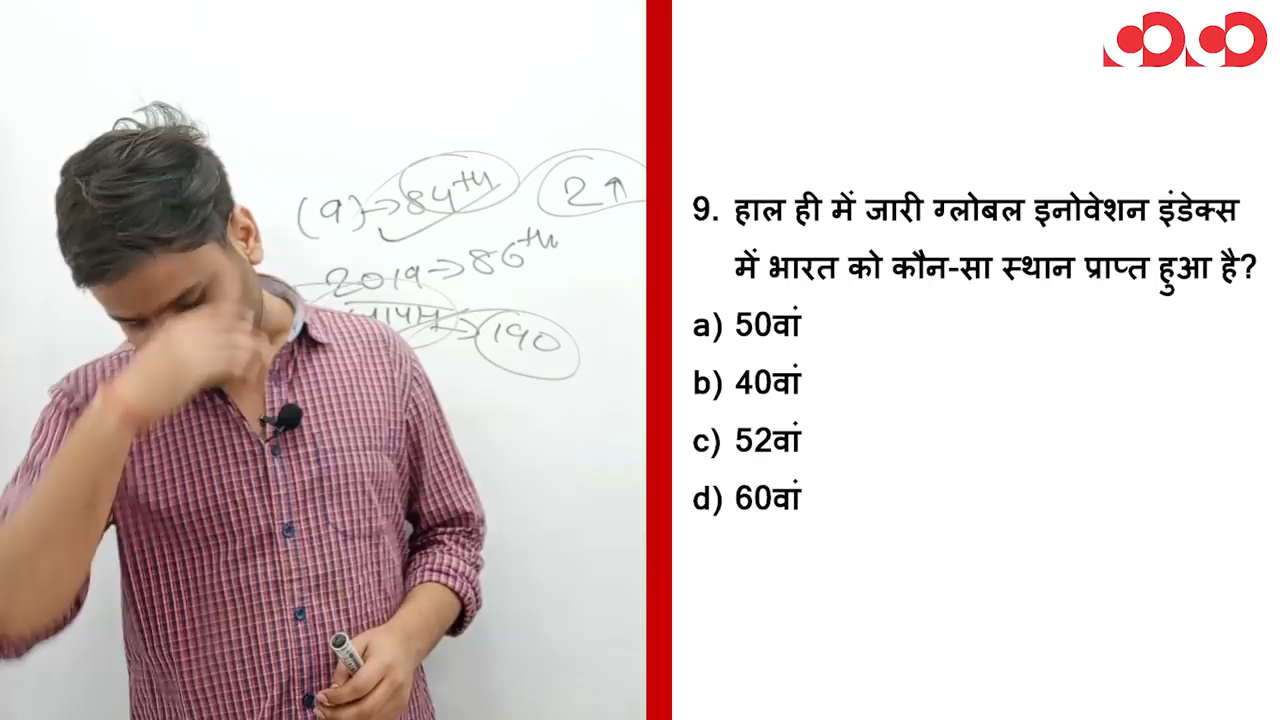 (9) → 84th 2↑
2019 → 86th
→ 190
9. हाल ही में जारी ग्लोबल इनोवेशन इंडेक्स
में भारत को कौन-सा स्थान प्राप्त हुआ है?
a) 50वां
b) 40वां
c) 52वां
d) 60वां